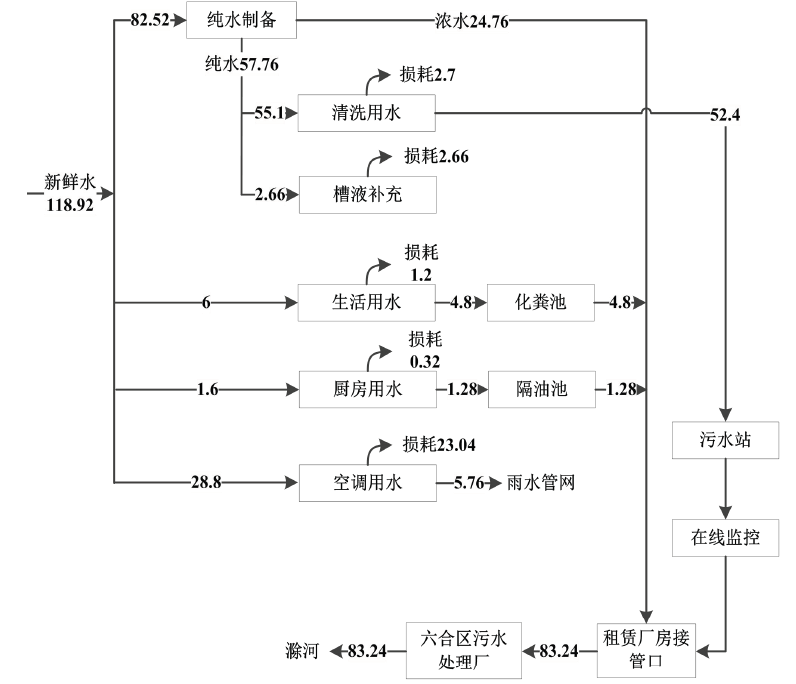 82.52
纯水制备
浓水24.76
纯水57.76
损耗2.7
55.1
清洗用水
52.4
损耗2.66
新鲜水
118.92
2.66
槽液补充
损耗
1.2
6
生活用水
4.8
化粪池
4.8
损耗
0.32
1.6
厨房用水
1.28
隔油池
1.28
污水站
损耗23.04
28.8
空调用水
5.76
雨水管网
在线监控
滁河
83.24
六合区污水
处理厂
83.24
租赁厂房接
管口